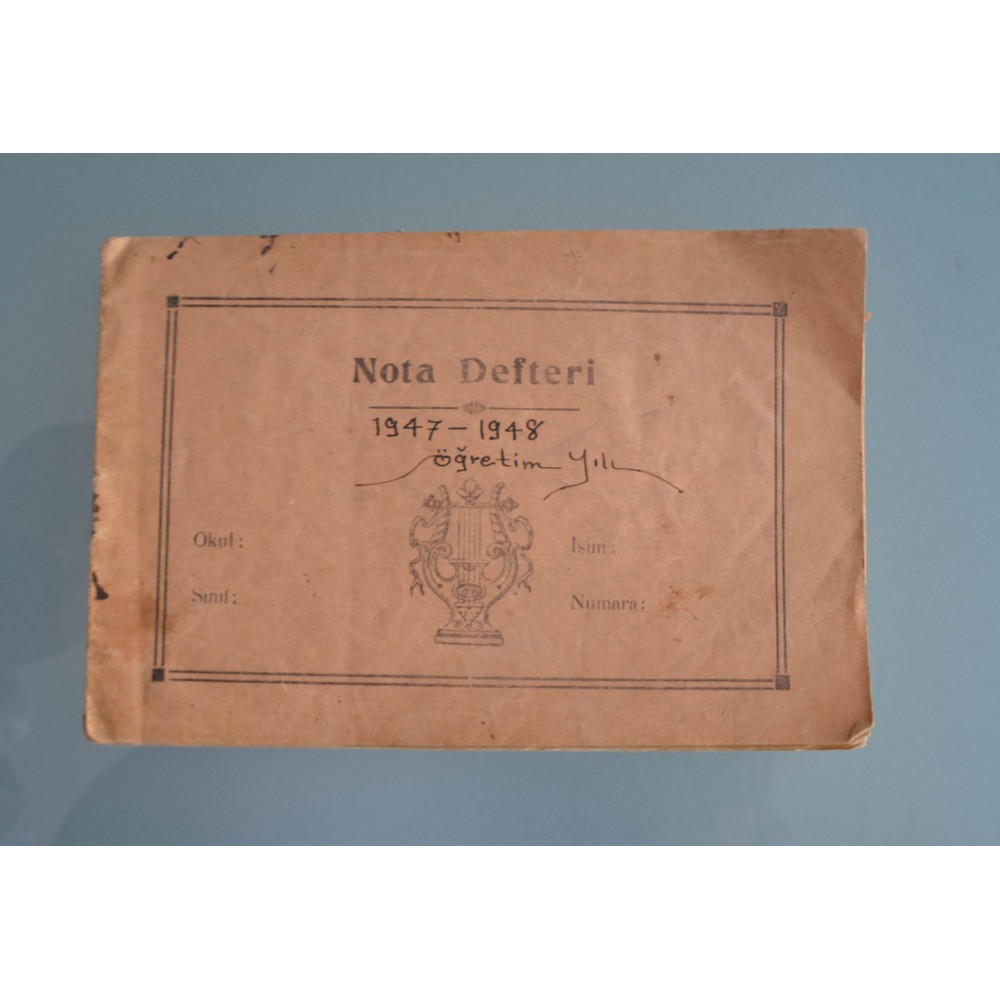 Nota Defteri
1947-1948
öğretim Yılı
Okul:
İsim:
Sınıf:
Numara: